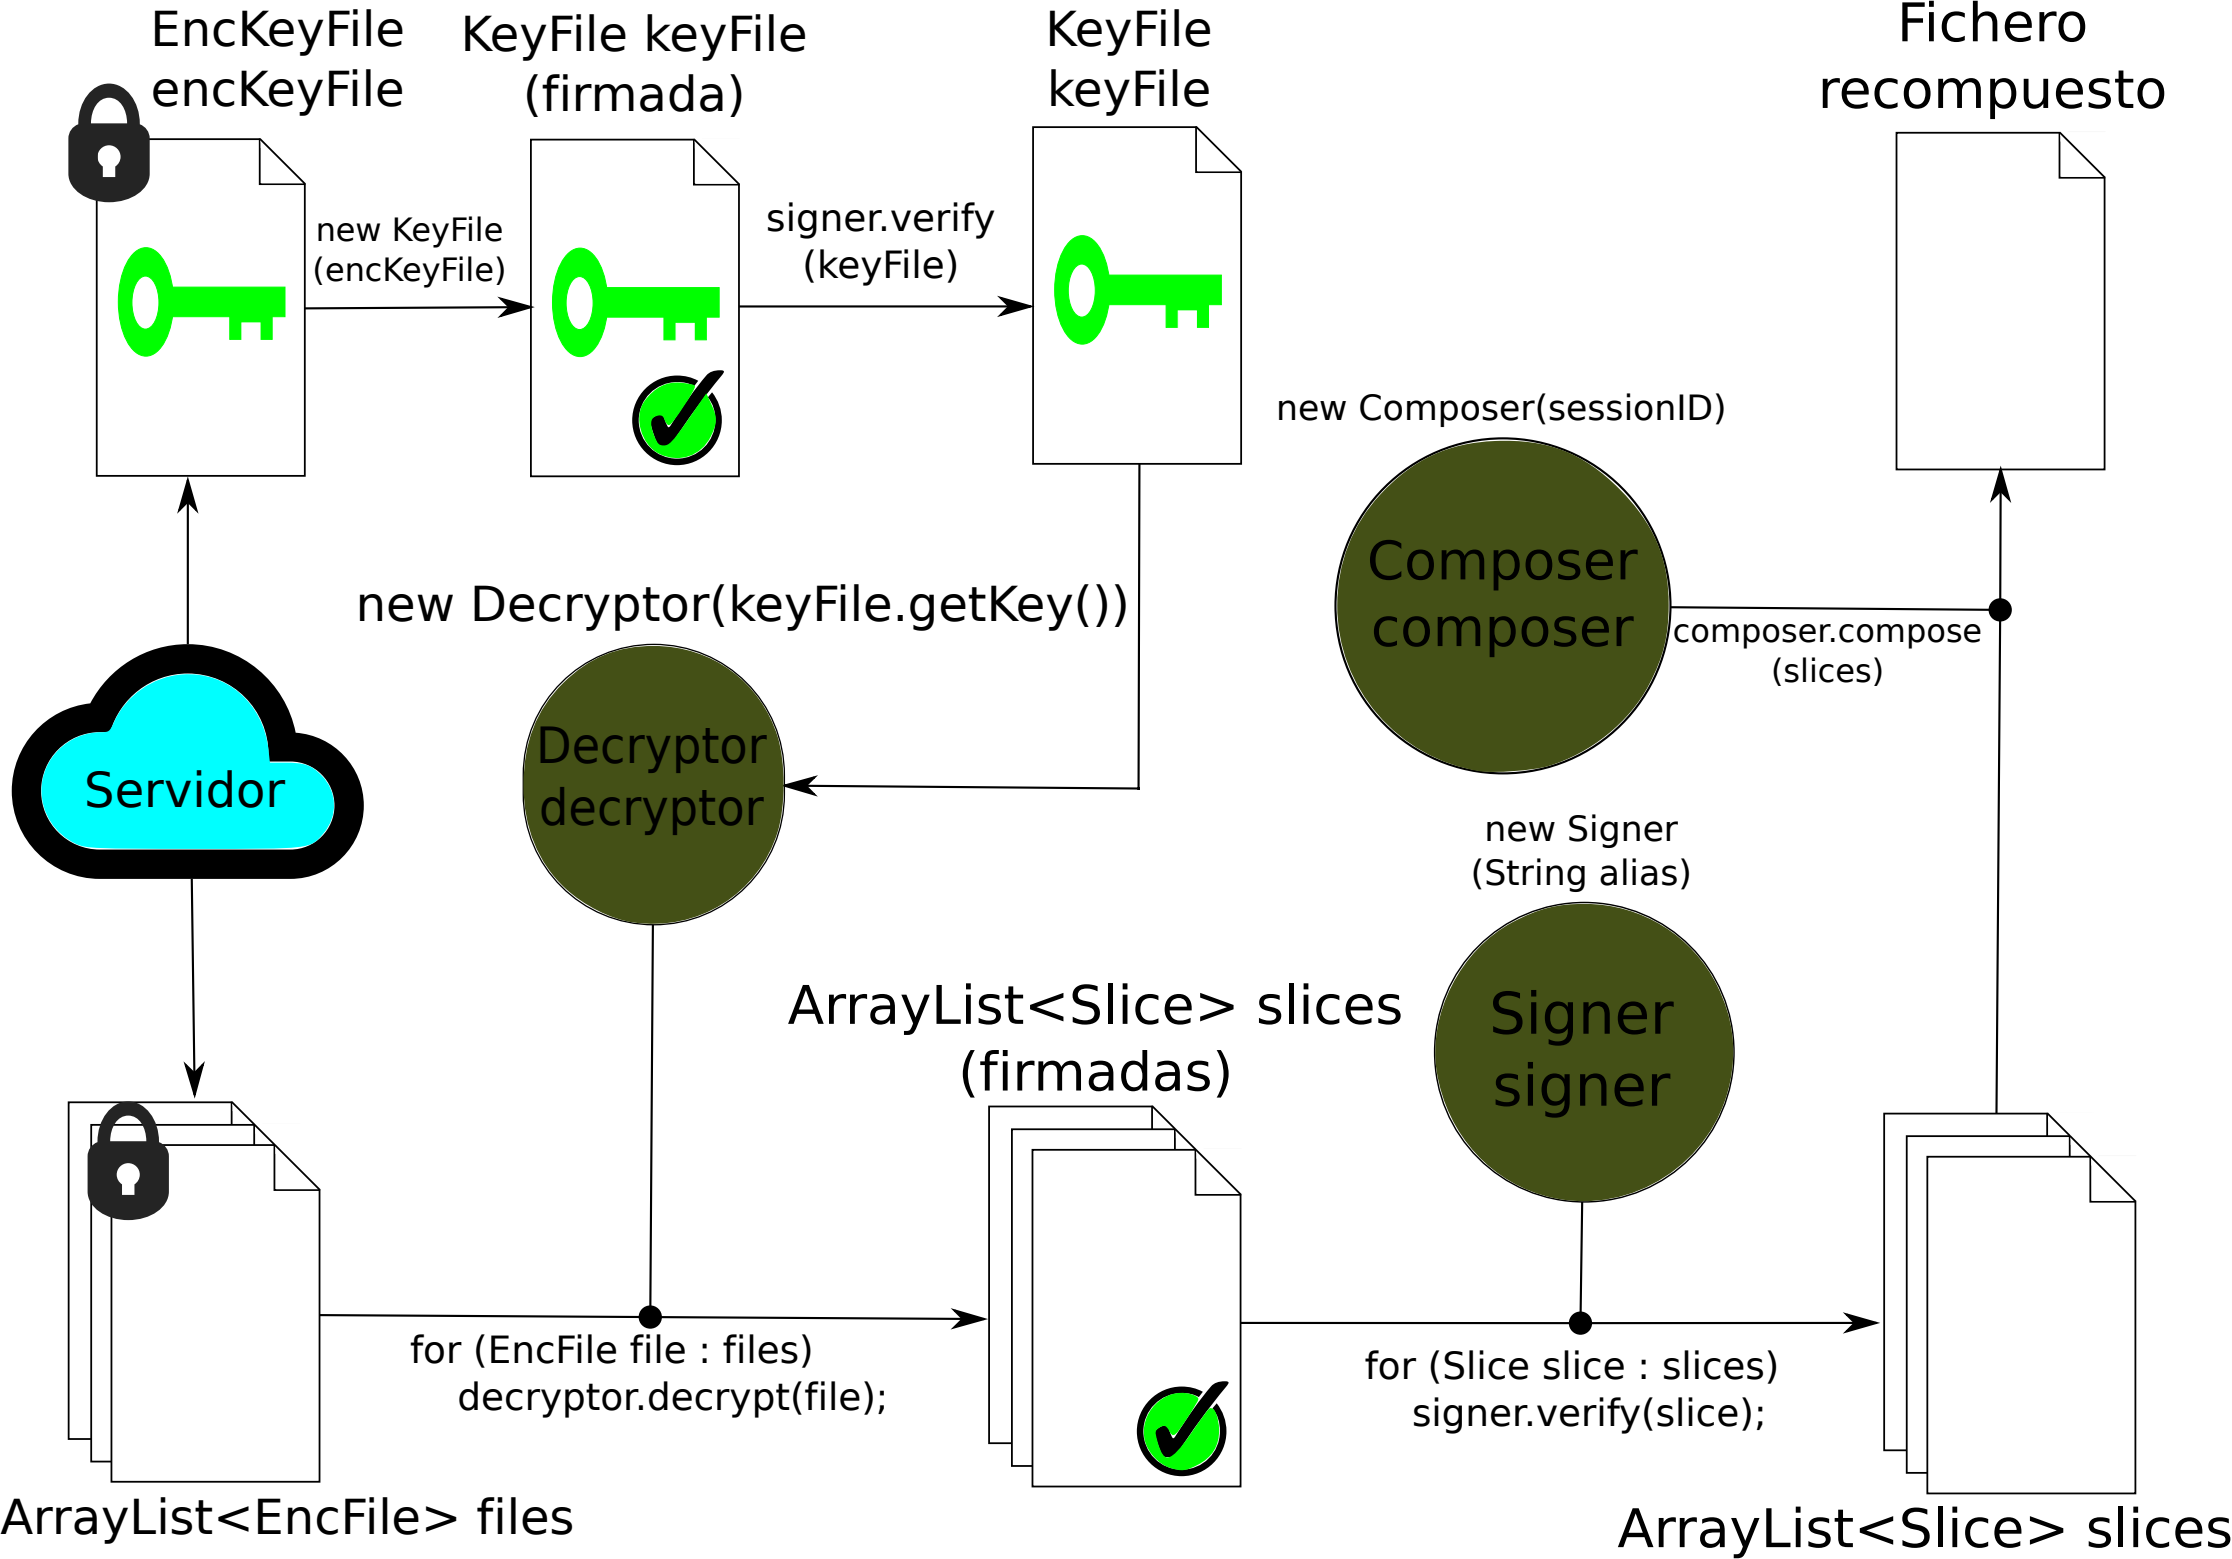 EncKeyFile
encKeyFile
KeyFile keyFile
(firmada)
KeyFile
keyFile
Fichero
recompuesto
new KeyFile
(encKeyFile)
signer.verify
(keyFile)
new Composer(sessionID)
Composer
composer
composer.compose
(slices)
new Decryptor(keyFile.getKey())
Decryptor
decryptor
Servidor
new Signer
(String alias)
Signer
signer
ArrayList<Slice> slices
(firmadas)
for (EncFile file : files)
decryptor.decrypt(file);
for (Slice slice : slices)
signer.verify(slice);
ArrayList<EncFile> files
ArrayList<Slice> slices